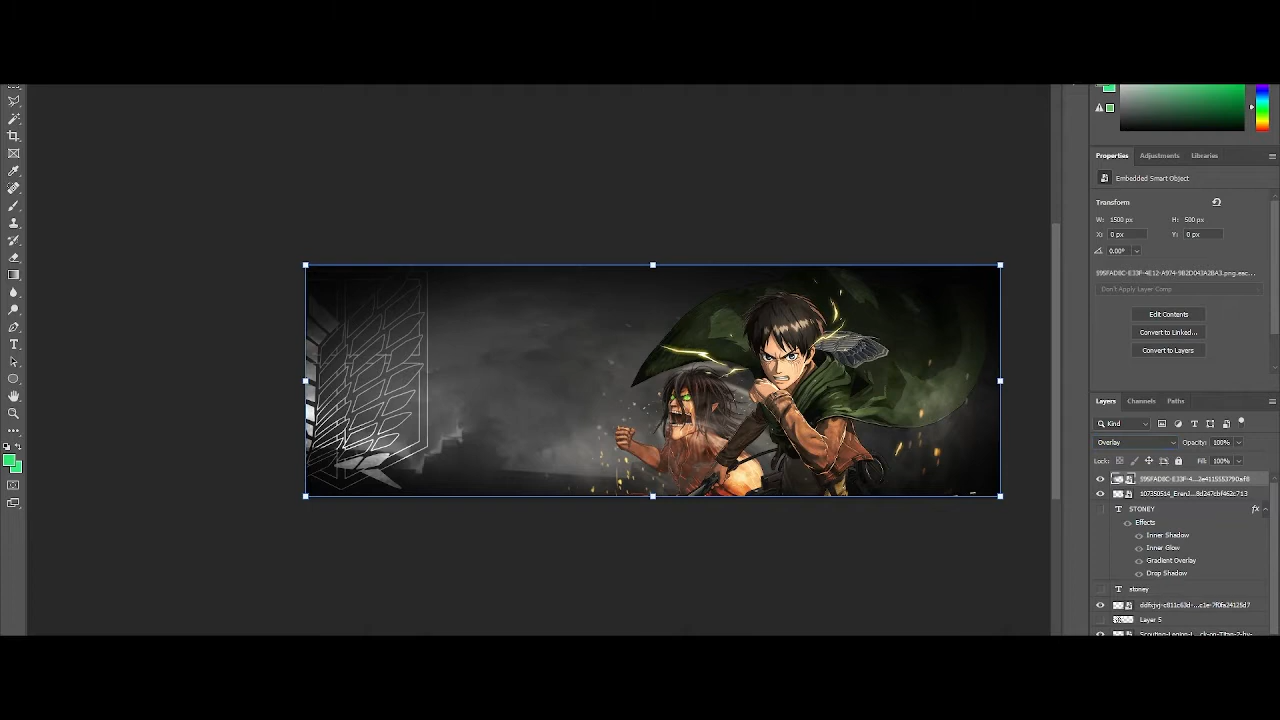 Properties Adjustments Libraries
Embedded Smart Object
Transform
W: 1500 px H: 500 px
X: 0 px Y: 0 px
0.00°
Don't Apply Layer Comp
Edit Contents
Convert to Linked...
Convert to Layers
Layers Channels Paths
Kind
Overlay Opacity: 100%
Lock: Fill: 100%
STONEY fx
Effects
Inner Shadow
Inner Glow
Gradient Overlay
Drop Shadow
stoney
Layer 5